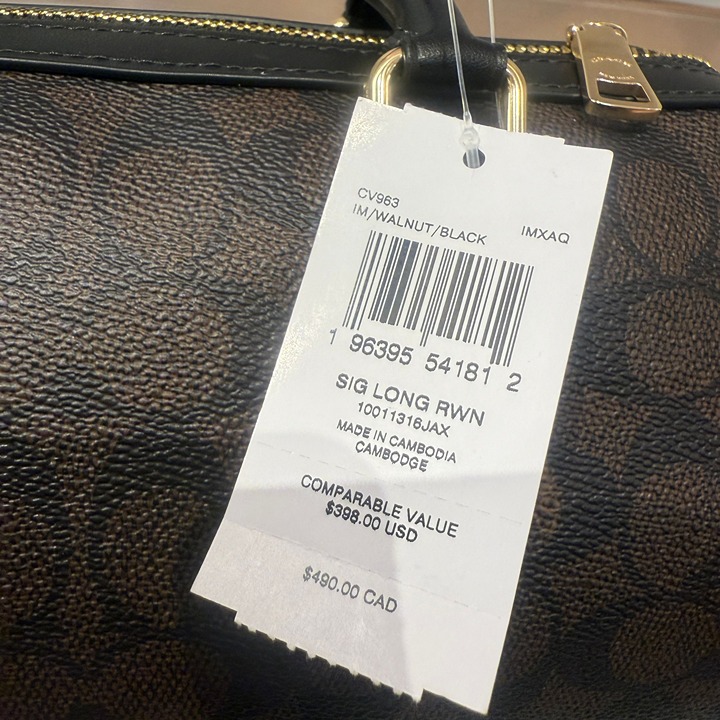 CV963
IM/WALNUT/BLACK IMXAQ
1 96395 54181 2
SIG LONG RWN
10011316JAX
MADE IN CAMBODIA
CAMBODGE
COMPARABLE VALUE
$398.00 USD
$490.00 CAD